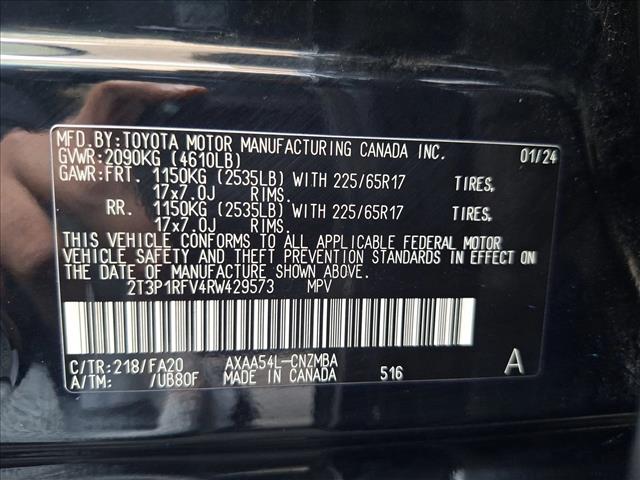 MFD.BY:TOYOTA MOTOR MANUFACTURING CANADA INC. 01/24
GVWR:2090KG (4610LB)
GAWR:FRT. 1150KG (2535LB) WITH 225/65R17 TIRES,
17x7.0J RIMS.
RR. 1150KG (2535LB) WITH 225/65R17 TIRES,
17x7.0J RIMS.
THIS VEHICLE CONFORMS TO ALL APPLICABLE FEDERAL MOTOR
VEHICLE SAFETY AND THEFT PREVENTION STANDARDS IN EFFECT ON
THE DATE OF MANUFACTURE SHOWN ABOVE.
2T3P1RFV4RW429573 MPV
C/TR:218/FA20 AXAA54L-CNZMBA A
A/TM: /UB80F MADE IN CANADA 516